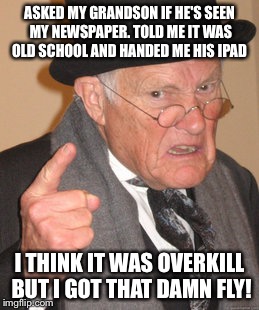 ASKED MY GRANDSON IF HE'S SEEN
MY NEWSPAPER. TOLD ME IT WAS
OLD SCHOOL AND HANDED ME HIS IPAD
I THINK IT WAS OVERKILL
BUT I GOT THAT DAMN FLY!
imgflip.com